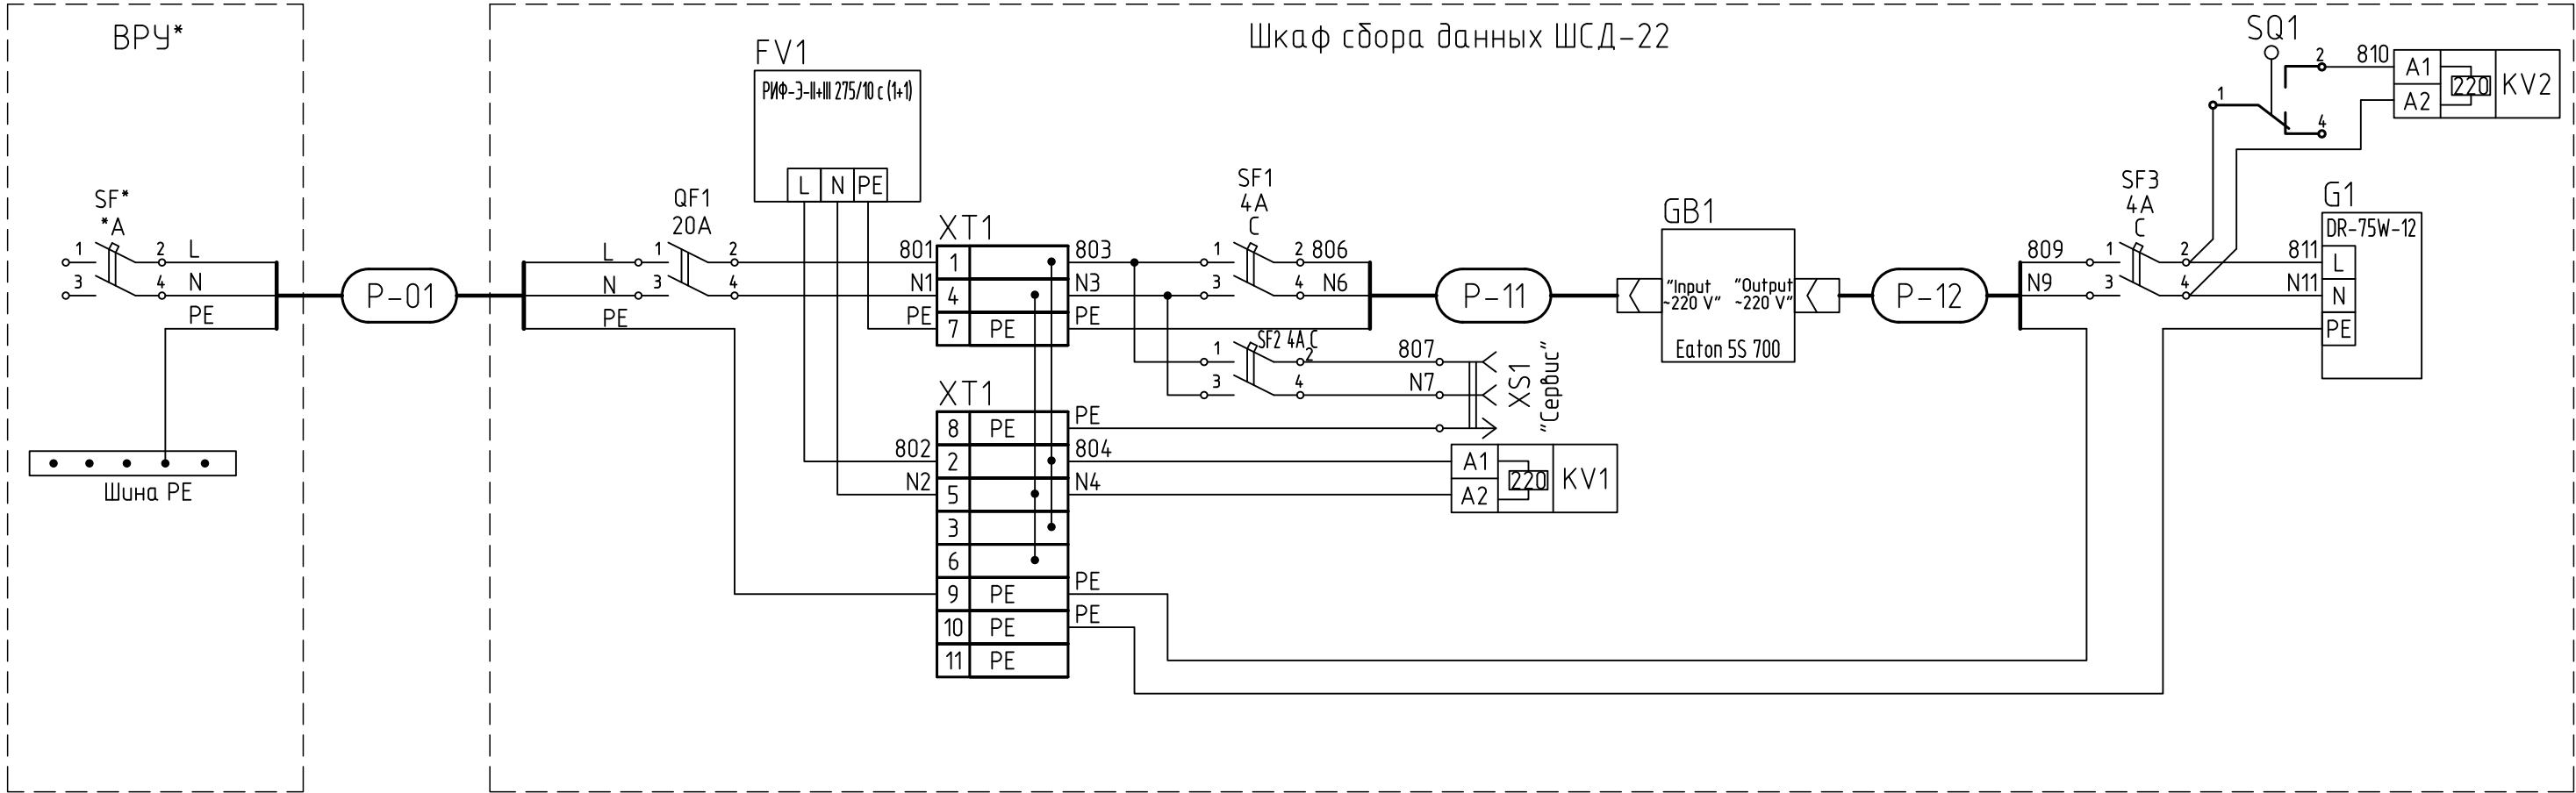 ВРУ*
Шкаф сбора данных ШСД-22
SF*
*А
1
2
L
3
4
N
PE
Шина PE
P-01
L
N
PE
QF1
20A
1
2
3
4
FV1
РИФ-Э-II+III 275/10 с (1+1)
L N PE
801
N1
PE
XT1
1
4
7 PE
803
N3
PE
802
N2
XT1
8 PE
2
5
3
6
9 PE
10 PE
11 PE
PE
804
N4
PE
PE
SF1
4A
C
1
2
806
3
4
N6
SF2 4A C
1
2
807
3
4
N7
XS1
"Сервис"
A1
A2
220
KV1
P-11
GB1
"Input
~220 V"
"Output
~220 V"
Eaton 5S 700
P-12
809
N9
SF3
4A
C
1
2
3
4
SQ1
1
2
4
810
A1
A2
220
KV2
811
N11
G1
DR-75W-12
L
N
PE